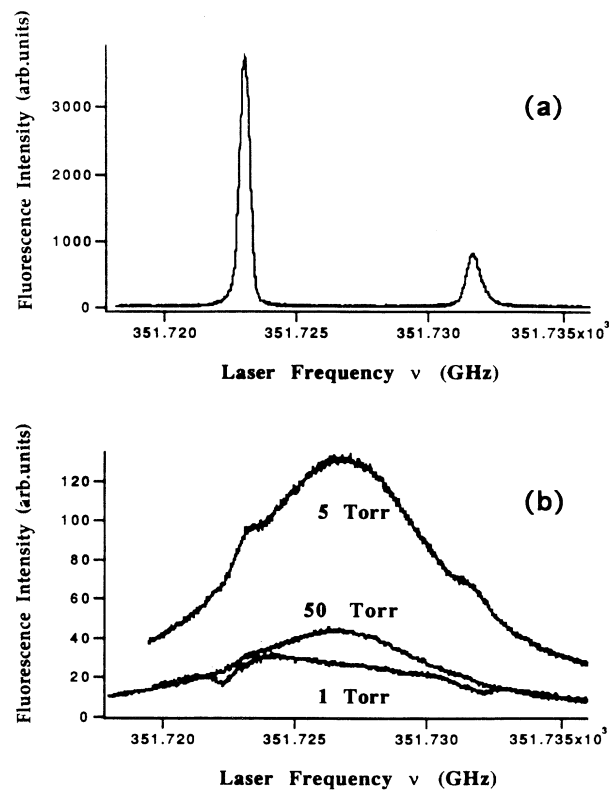 Fluorescence Intensity (arb.units)
3000
2000
1000
0
(a)
351.720 351.725 351.730 351.735x10³
Laser Frequency ν (GHz)
Fluorescence Intensity (arb.units)
120
100
80
60
40
20
0
(b)
5 Torr
50 Torr
1 Torr
351.720 351.725 351.730 351.735x10³
Laser Frequency ν (GHz)